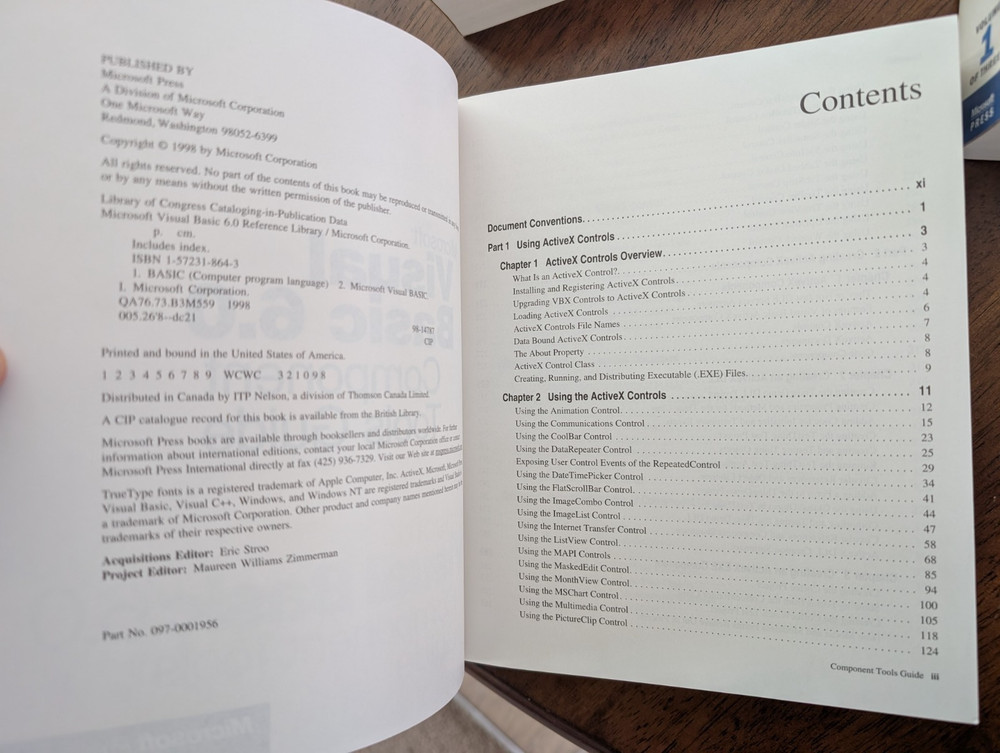 PUBLISHED BY
Microsoft Press
A Division of Microsoft Corporation
One Microsoft Way
Redmond, Washington 98052-6399
Copyright © 1998 by Microsoft Corporation
All rights reserved. No part of the contents of this book may be reproduced or transmitted in any
or by any means without the written permission of the publisher.
Library of Congress Cataloging-in-Publication Data
Microsoft Visual Basic 6.0 Reference Library / Microsoft Corporation.
p. cm.
Includes index.
ISBN 1-57231-864-3
1. BASIC (Computer program language) 2. Microsoft Visual BASIC
I. Microsoft Corporation.
QA76.73.B3M559 1998
005.26'8--dc21
98-14787
CIP
Printed and bound in the United States of America.
1 2 3 4 5 6 7 8 9 WCWC 3 2 1 0 9 8
Distributed in Canada by ITP Nelson, a division of Thomson Canada Limited.
A CIP catalogue record for this book is available from the British Library.
Microsoft Press books are available through booksellers and distributors worldwide. For further
information about international editions, contact your local Microsoft Corporation office or contact
Microsoft Press International directly at fax (425) 936-7329. Visit our Web site at
TrueType fonts is a registered trademark of Apple Computer, Inc. ActiveX, Microsoft, Microsoft
Visual Basic, Visual C++, Windows, and Windows NT are registered trademarks and Visual
a trademark of Microsoft Corporation. Other product and company names mentioned herein may be
trademarks of their respective owners.
Acquisitions Editor: Eric Stroo
Project Editor: Maureen Williams Zimmerman
Part No. 097-0001956
Contents
Document Conventions. . . . xi
Part 1 Using ActiveX Controls . . . . 1
Chapter 1 ActiveX Controls Overview. . . . 3
What Is an ActiveX Control?. . . . 3
Installing and Registering ActiveX Controls. . . . 4
Upgrading VBX Controls to ActiveX Controls . . . . 4
Loading ActiveX Controls . . . . 4
ActiveX Controls File Names . . . . 6
Data Bound ActiveX Controls. . . . 7
The About Property . . . . 8
ActiveX Control Class . . . . 8
Creating, Running, and Distributing Executable (.EXE) Files. . . . 9
Chapter 2 Using the ActiveX Controls . . . . 11
Using the Animation Control. . . . 12
Using the Communications Control . . . . 15
Using the CoolBar Control . . . . 23
Using the DataRepeater Control . . . . 25
Exposing User Control Events of the RepeatedControl . . . . 29
Using the DateTimePicker Control . . . . 34
Using the FlatScrollBar Control. . . . 41
Using the ImageCombo Control . . . . 44
Using the ImageList Control . . . . 47
Using the Internet Transfer Control . . . . 58
Using the ListView Control. . . . 68
Using the MAPI Controls . . . . 85
Using the MaskedEdit Control . . . . 94
Using the MonthView Control. . . . 100
Using the MSChart Control . . . . 105
Using the Multimedia Control . . . . 118
Using the PictureClip Control . . . . 124
Component Tools Guide iii
VOLUME
1
OF THREE
Microsoft
PRESS